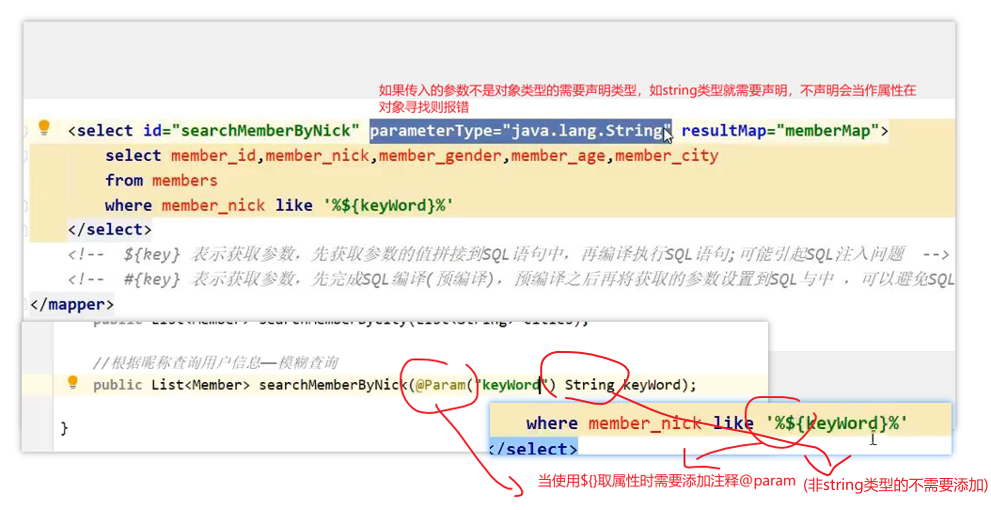 如果传入的参数不是对象类型的需要声明类型，如string类型就需要声明，不声明会当作属性在
对象寻找则报错
<select id="searchMemberByNick" parameterType="java.lang.String" resultMap="memberMap">
select member_id,member_nick,member_gender,member_age,member_city
from members
where member_nick like '%${keyWord}%'
</select>
<!-- ${key} 表示获取参数，先获取参数的值拼接到SQL语句中，再编译执行SQL语句;可能引起SQL注入问题 -->
<!-- #{key} 表示获取参数，先完成SQL编译(预编译)，预编译之后再将获取的参数设置到SQL与中 ，可以避免SQL
</mapper>
public List<Member> searchMemberByCity(List<String> cities);
//根据昵称查询用户信息—模糊查询
public List<Member> searchMemberByNick(@Param("keyWord") String keyWord);
}
where member_nick like '%${keyWord}%'
</select>
当使用${}取属性时需要添加注释@param
(非string类型的不需要添加)